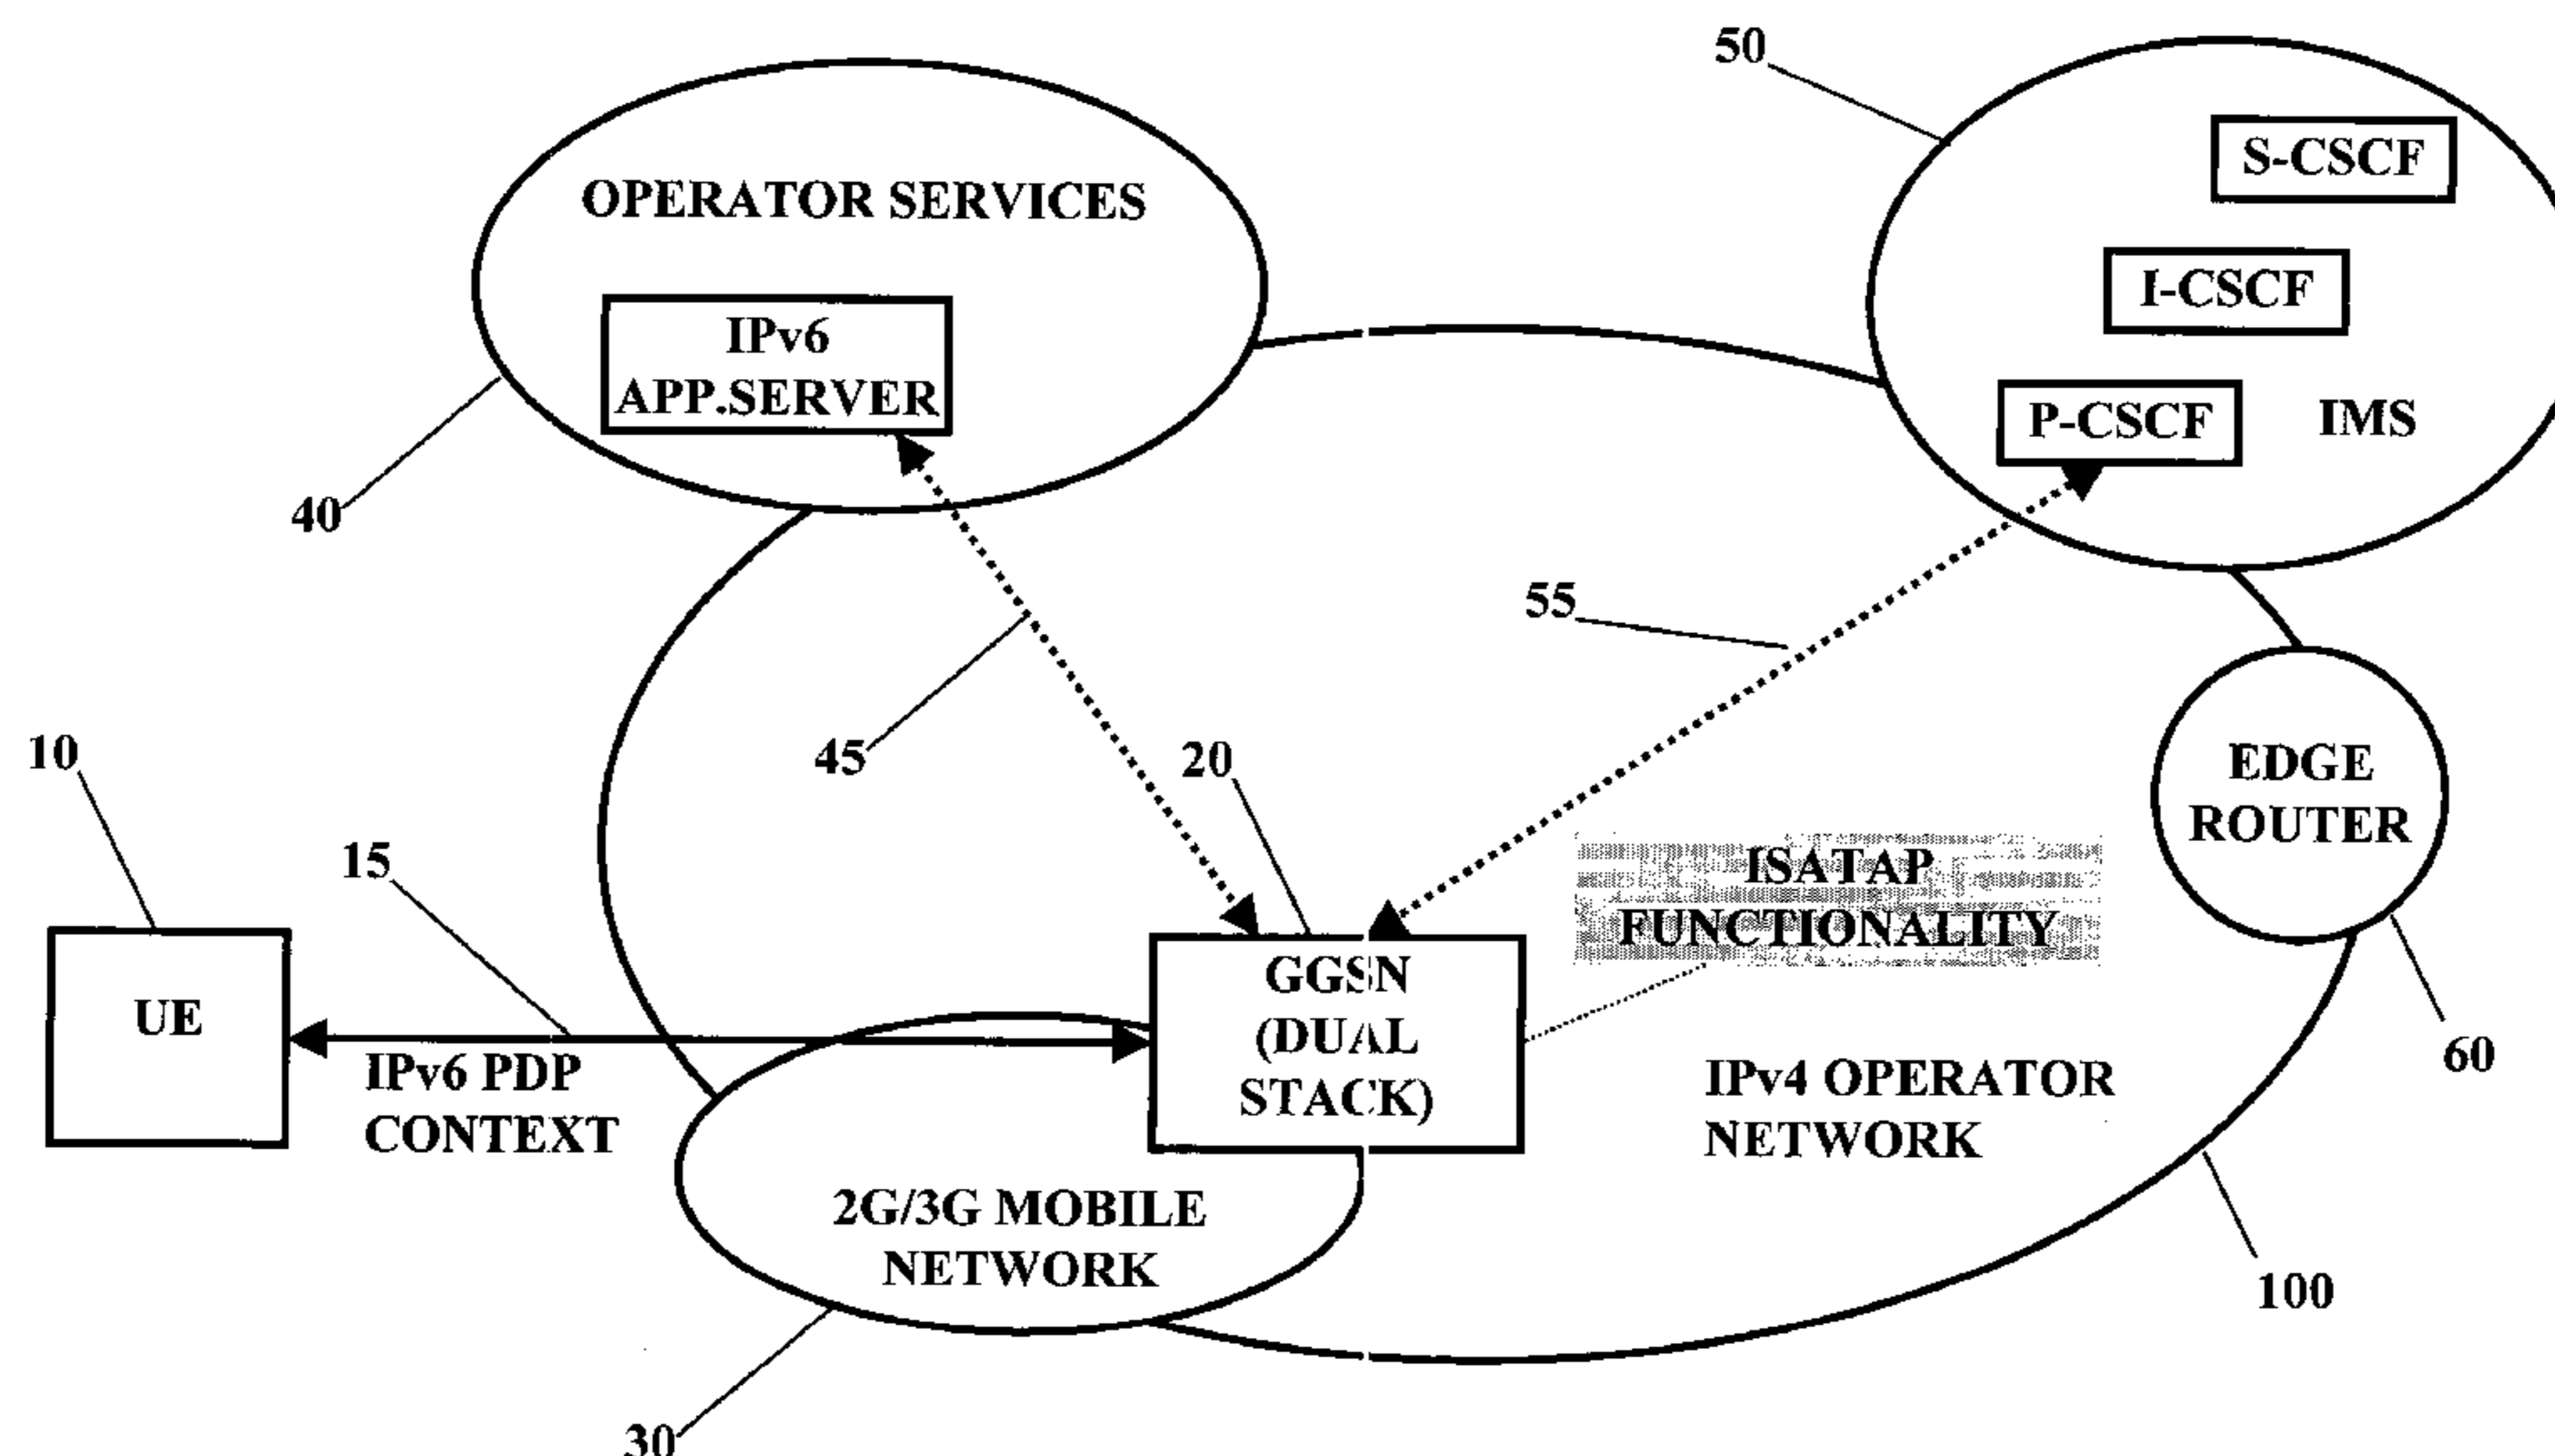 50
S-CSCF
OPERATOR SERVICES
I-CSCF
IPv6
APP.SERVER
P-CSCF
IMS
40
55
45
20
10
15
EDGE
ROUTER
ISATAP
FUNCTIONALITY
UE
GGSN
(DUAL
STACK)
IPv6 PDP
CONTEXT
IPv4 OPERATOR
NETWORK
60
2G/3G MOBILE
NETWORK
100
30